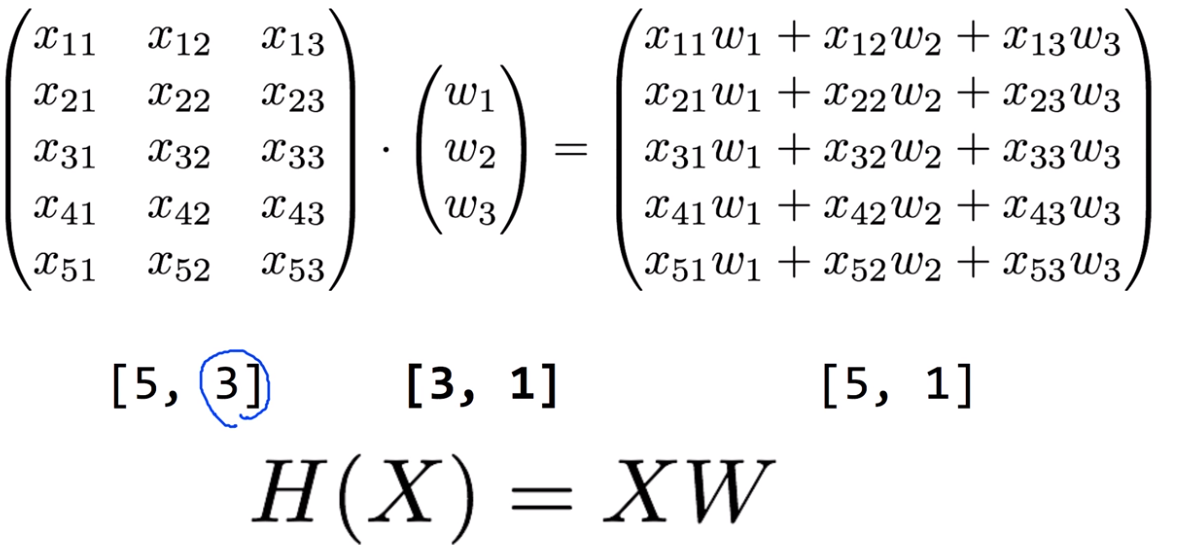 x₁₁ x₁₂ x₁₃
x₂₁ x₂₂ x₂₃
x₃₁ x₃₂ x₃₃
x₄₁ x₄₂ x₄₃
x₅₁ x₅₂ x₅₃
·
w₁
w₂
w₃
=
x₁₁w₁ + x₁₂w₂ + x₁₃w₃
x₂₁w₁ + x₂₂w₂ + x₂₃w₃
x₃₁w₁ + x₃₂w₂ + x₃₃w₃
x₄₁w₁ + x₄₂w₂ + x₄₃w₃
x₅₁w₁ + x₅₂w₂ + x₅₃w₃
[5, 3] [3, 1] [5, 1]
H(X) = XW